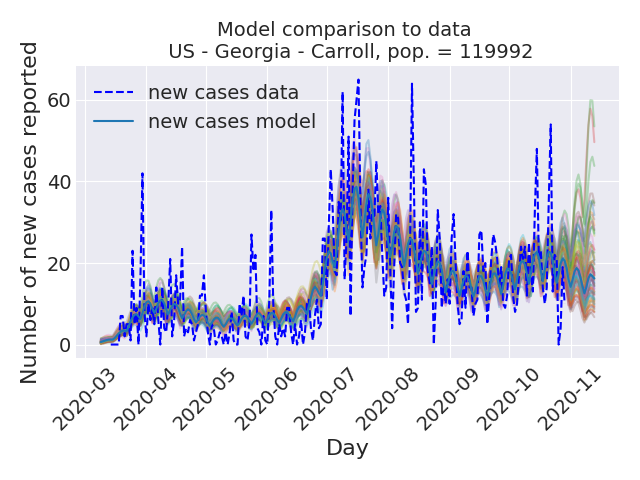 Model comparison to data
US - Georgia - Carroll, pop. = 119992
Number of new cases reported
60
40
20
0
new cases data
new cases model
2020-03
2020-04
2020-05
2020-06
2020-07
2020-08
2020-09
2020-10
2020-11
Day